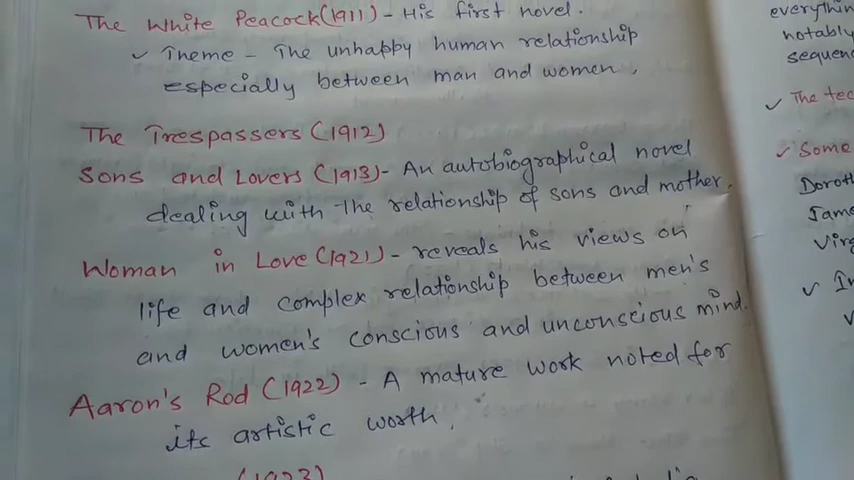 The White Peacock(1911) - His first novel.
✓ Theme - The unhappy human relationship
especially between man and women.
The Trespassers (1912)
Sons and Lovers (1913)- An autobiographical novel
dealing with The relationship of sons and mother.
Woman in Love (1921) - reveals his views on
life and complex relationship between men's
and women's conscious and unconscious mind.
Aaron's Rod (1922) - A mature work noted for
its artistic worth.
(1923)
everythin
notably
sequen
✓ The tec
✓ Some
Doroth
Jame
Virg